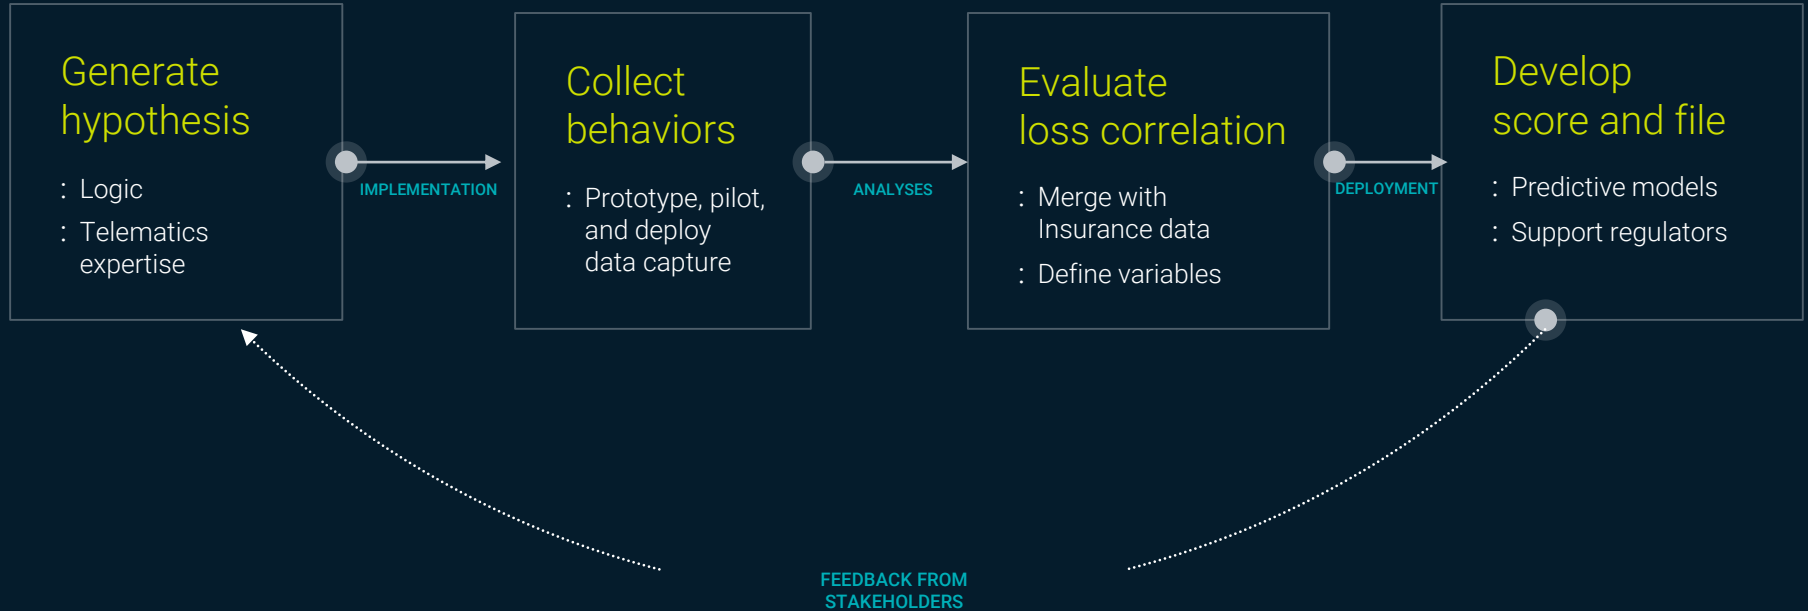 Generate
hypothesis
: Logic
: Telematics
expertise
IMPLEMENTATION
Collect
behaviors
: Prototype, pilot,
and deploy
data capture
ANALYSES
Evaluate
loss correlation
: Merge with
Insurance data
: Define variables
DEPLOYMENT
Develop
score and file
: Predictive models
: Support regulators
FEEDBACK FROM
STAKEHOLDERS